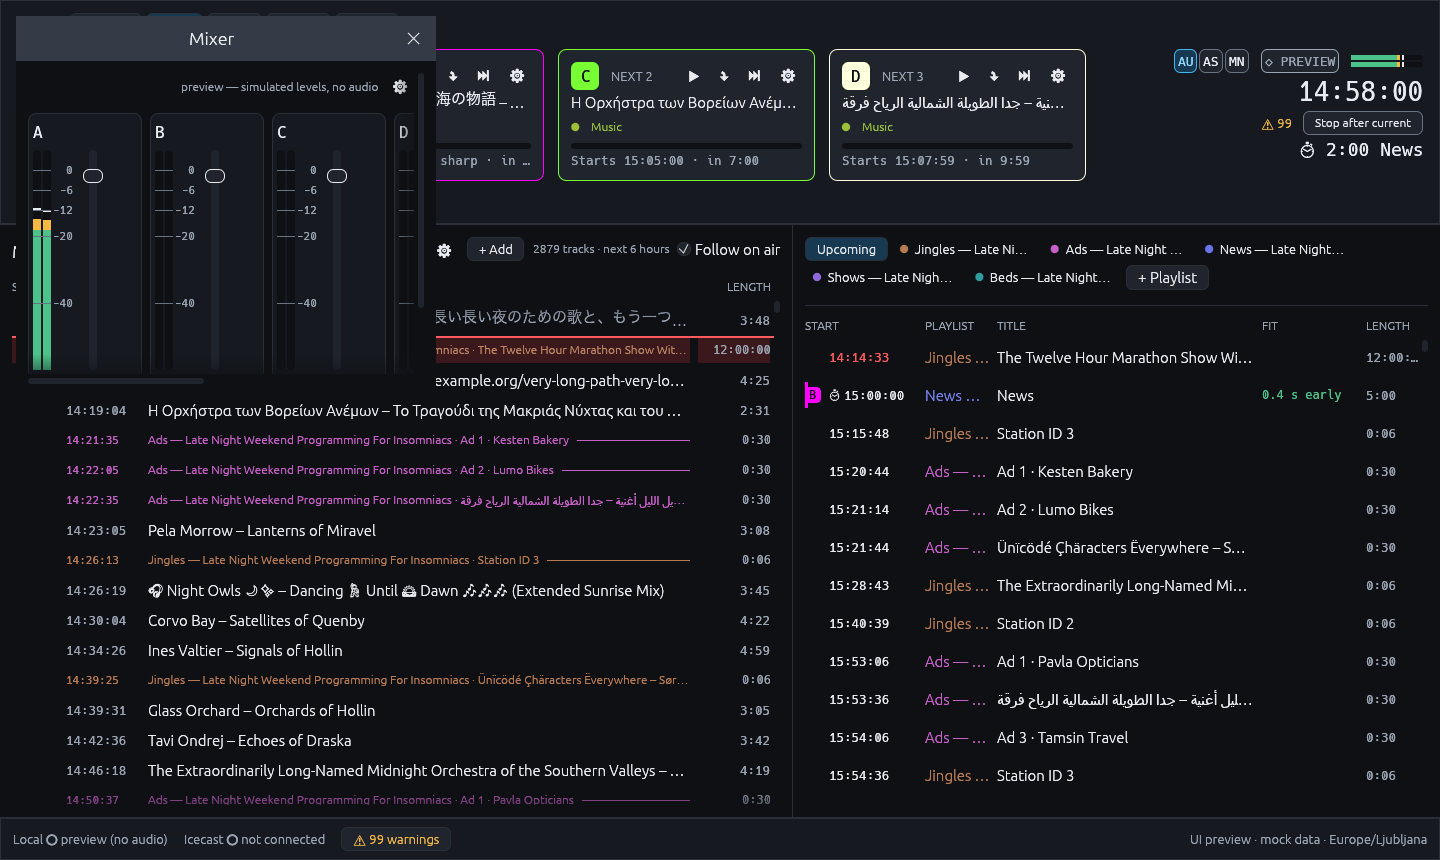 Mixer
preview — simulated levels, no audio
A
0
-6
-12
-20
-40
B
0
-6
-12
-20
-40
C
0
-6
-12
-20
-40
D
海の物語 – …
sharp · in …
C NEXT 2
Η Ορχήστρα των Βορείων Ανέμ…
Music
Starts 15:05:00 · in 7:00
D NEXT 3
…نية – جدا الطويلة الشمالية الرياح فرقة
Music
Starts 15:07:59 · in 9:59
AU AS MN ◇ PREVIEW
14:58:00
⚠ 99 Stop after current
2:00 News
+ Add 2879 tracks · next 6 hours Follow on air
LENGTH
長い長い夜のための歌と、もう一つ… 3:48
mniacs · The Twelve Hour Marathon Show Wit… 12:00:00
example.org/very-long-path-very-lo… 4:25
14:19:04 Η Ορχήστρα των Βορείων Ανέμων – Το Τραγούδι της Μακριάς Νύχτας και του … 2:31
14:21:35 Ads — Late Night Weekend Programming For Insomniacs · Ad 1 · Kesten Bakery 0:30
14:22:05 Ads — Late Night Weekend Programming For Insomniacs · Ad 2 · Lumo Bikes 0:30
14:22:35 Ads — Late Night Weekend Programming For Insomniacs · …يل الليل أغنية – جدا الطويلة الشمالية الرياح فرقة 0:30
14:23:05 Pela Morrow – Lanterns of Miravel 3:08
14:26:13 Jingles — Late Night Weekend Programming For Insomniacs · Station ID 3 0:06
14:26:19 🎧 Night Owls 🌙✨ – Dancing 💃 Until 🌅 Dawn 🎶🎶🎶 (Extended Sunrise Mix) 3:45
14:30:04 Corvo Bay – Satellites of Quenby 4:22
14:34:26 Ines Valtier – Signals of Hollin 4:59
14:39:25 Jingles — Late Night Weekend Programming For Insomniacs · Ünïcödé Çhäracters Ëverywhere – Sør… 0:06
14:39:31 Glass Orchard – Orchards of Hollin 3:05
14:42:36 Tavi Ondrej – Echoes of Draska 3:42
14:46:18 The Extraordinarily Long-Named Midnight Orchestra of the Southern Valleys – … 4:19
14:50:37 Ads — Late Night Weekend Programming For Insomniacs · Ad 1 · Pavla Opticians 0:30
Upcoming Jingles — Late Ni… Ads — Late Night … News — Late Night…
Shows — Late Nigh… Beds — Late Night… + Playlist
START PLAYLIST TITLE FIT LENGTH
14:14:33 Jingles … The Twelve Hour Marathon Show Wi… 12:00:…
B 15:00:00 News … News 0.4 s early 5:00
15:15:48 Jingles … Station ID 3 0:06
15:20:44 Ads — … Ad 1 · Kesten Bakery 0:30
15:21:14 Ads — … Ad 2 · Lumo Bikes 0:30
15:21:44 Ads — … Ünïcödé Çhäracters Ëverywhere – S… 0:30
15:28:43 Jingles … The Extraordinarily Long-Named Mi… 0:06
15:40:39 Jingles … Station ID 2 0:06
15:53:06 Ads — … Ad 1 · Pavla Opticians 0:30
15:53:36 Ads — … …ليل أغنية – جدا الطويلة الشمالية الرياح فرقة 0:30
15:54:06 Ads — … Ad 3 · Tamsin Travel 0:30
15:54:36 Jingles … Station ID 3 0:06
Local preview (no audio) Icecast not connected ⚠ 99 warnings
UI preview · mock data · Europe/Ljubljana